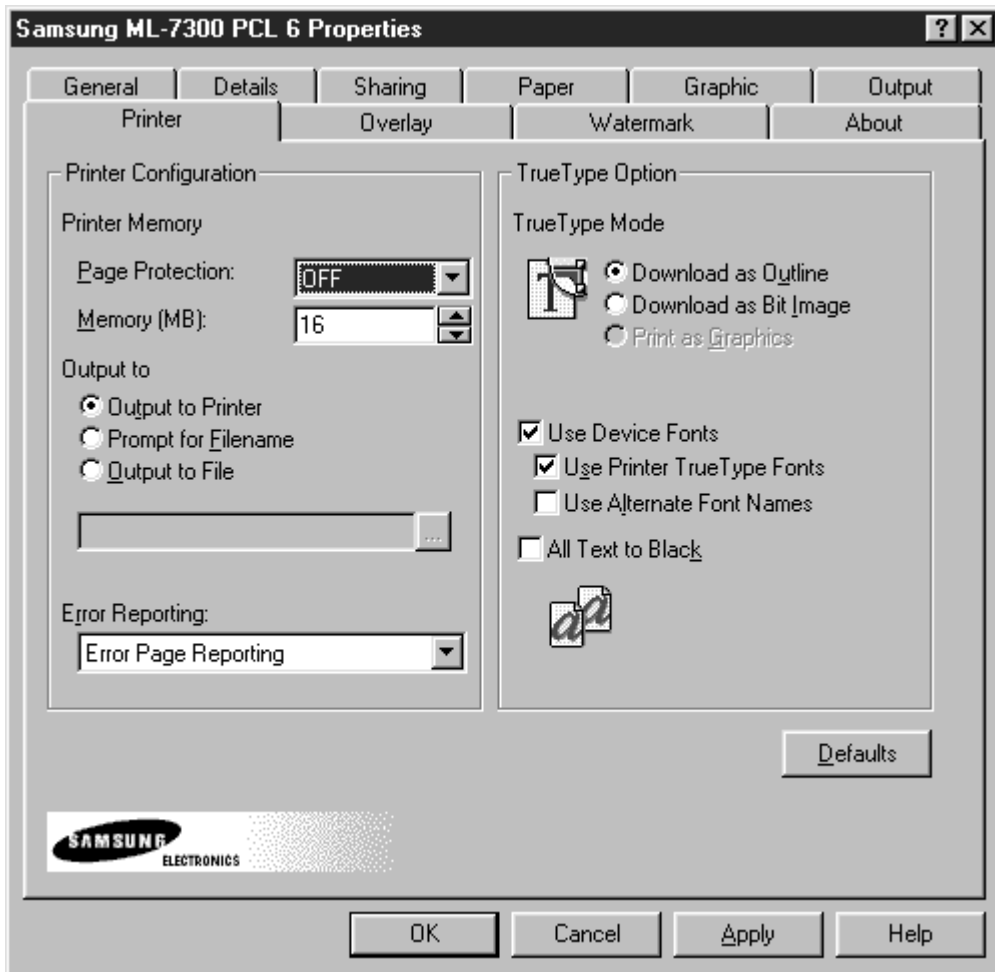 Samsung ML-7300 PCL 6 Properties
General Details Sharing Paper Graphic Output
Printer Overlay Watermark About
Printer Configuration
Printer Memory
Page Protection: OFF
Memory (MB): 16
Output to
Output to Printer
Prompt for Filename
Output to File
...
Error Reporting:
Error Page Reporting
TrueType Option
TrueType Mode
Download as Outline
Download as Bit Image
Print as Graphics
Use Device Fonts
Use Printer TrueType Fonts
Use Alternate Font Names
All Text to Black
Defaults
SAMSUNG
ELECTRONICS
OK Cancel Apply Help